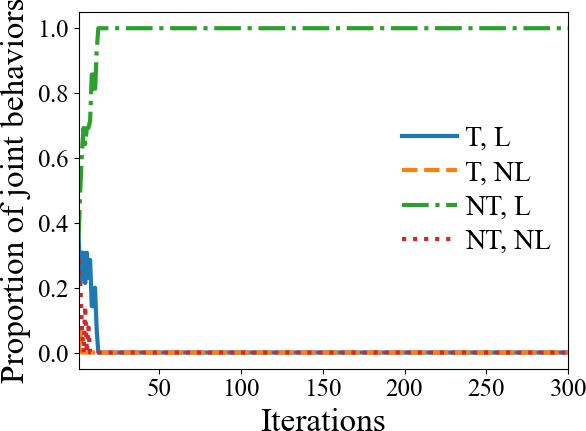 Proportion of joint behaviors
1.0
0.8
0.6
0.4
0.2
0.0
T, L
T, NL
NT, L
NT, NL
50 100 150 200 250 300
Iterations